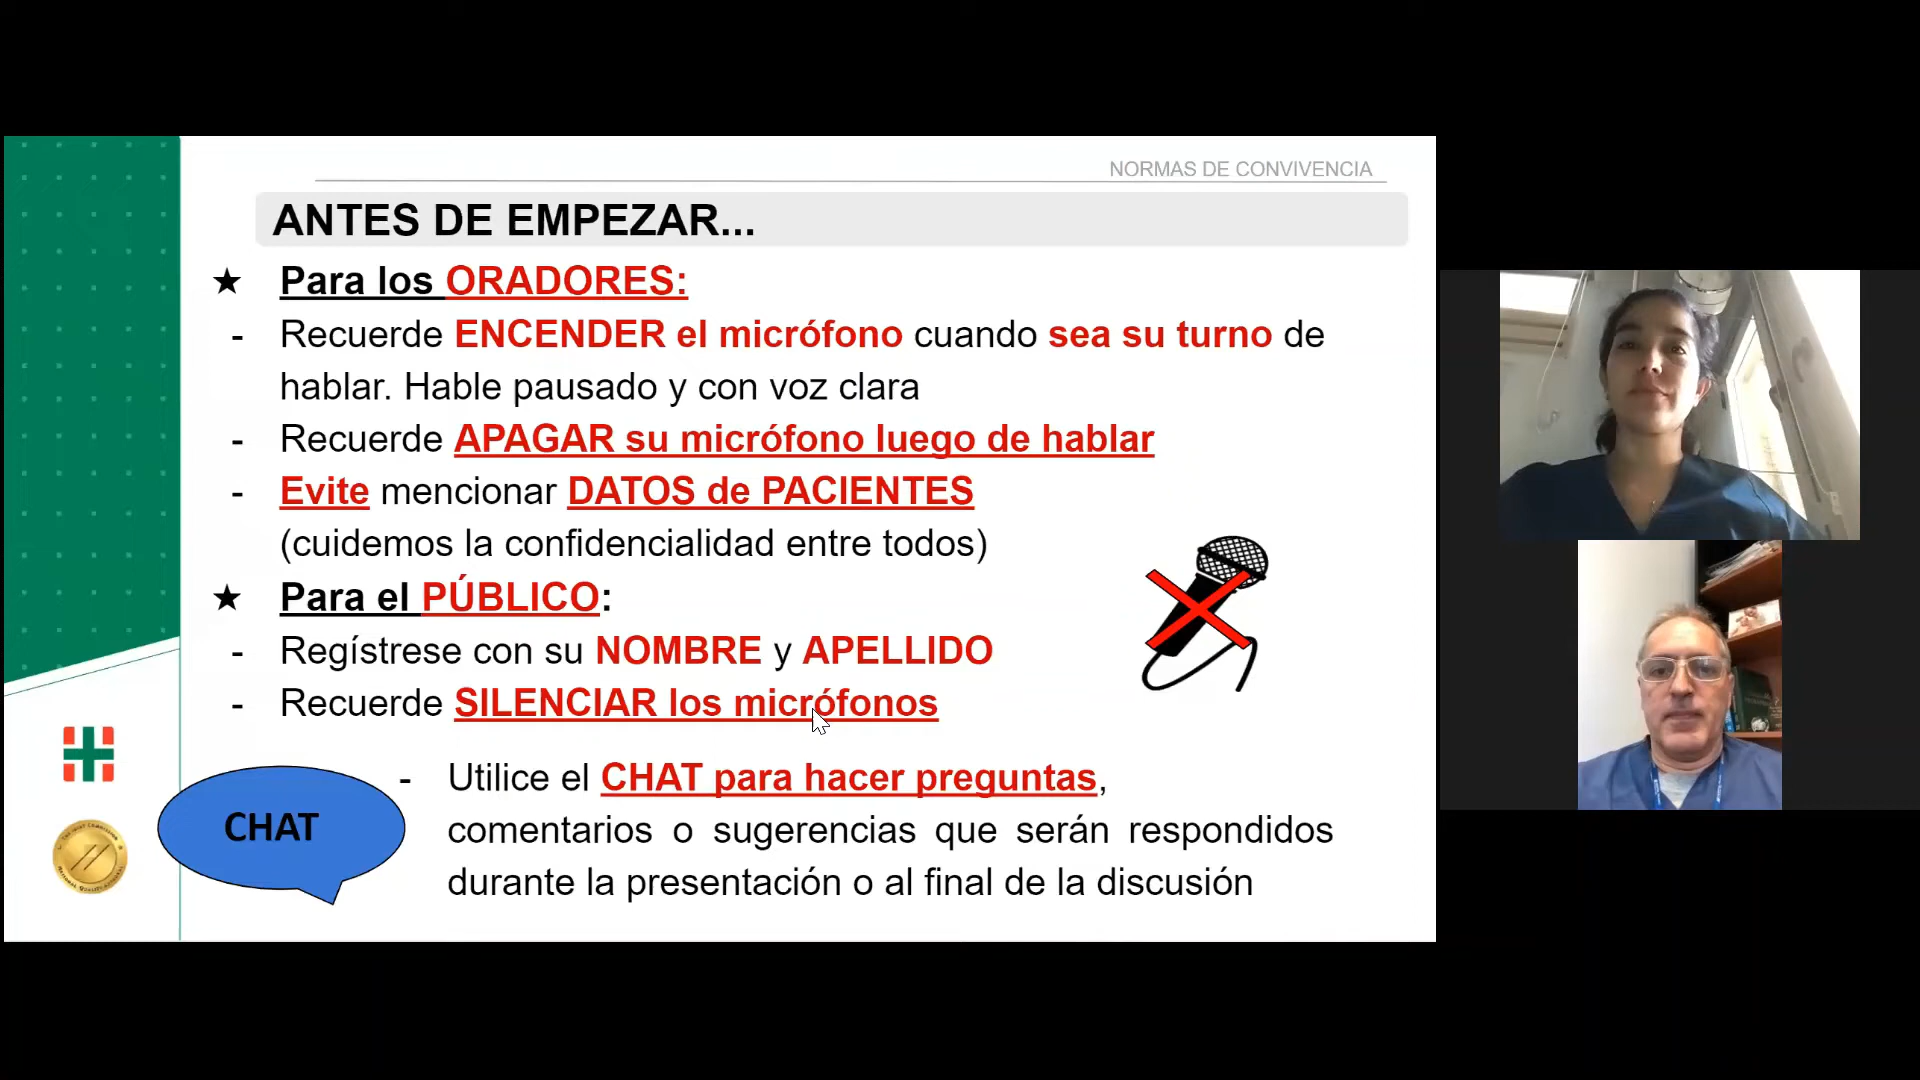 NORMAS DE CONVIVENCIA
ANTES DE EMPEZAR...
★ Para los ORADORES:
- Recuerde ENCENDER el micrófono cuando sea su turno de
hablar. Hable pausado y con voz clara
- Recuerde APAGAR su micrófono luego de hablar
- Evite mencionar DATOS de PACIENTES
(cuidemos la confidencialidad entre todos)
★ Para el PÚBLICO:
- Regístrese con su NOMBRE y APELLIDO
- Recuerde SILENCIAR los micrófonos
CHAT
- Utilice el CHAT para hacer preguntas,
comentarios o sugerencias que serán respondidos
durante la presentación o al final de la discusión